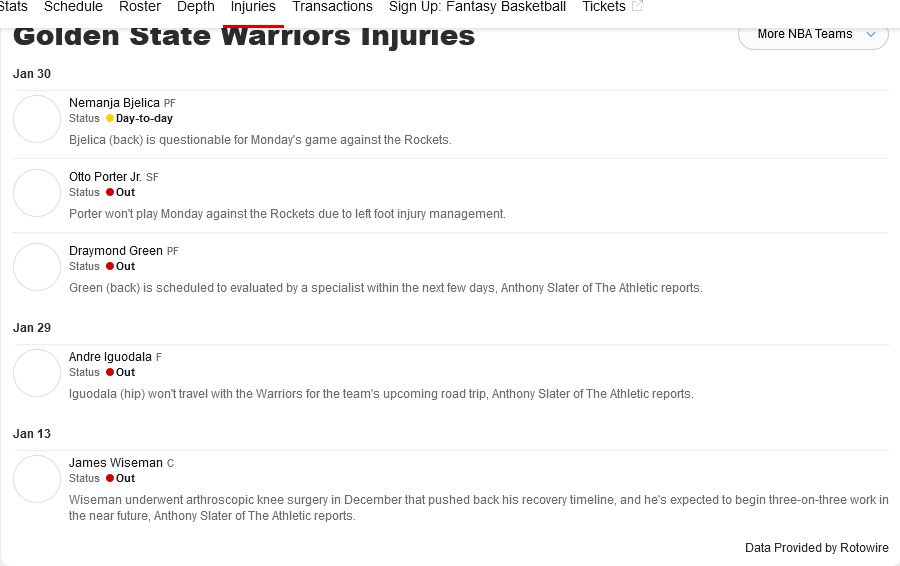 Stats Schedule Roster Depth Injuries Transactions Sign Up: Fantasy Basketball Tickets
Golden State Warriors Injuries
More NBA Teams
Jan 30
Nemanja Bjelica PF
Status Day-to-day
Bjelica (back) is questionable for Monday's game against the Rockets.
Otto Porter Jr. SF
Status Out
Porter won't play Monday against the Rockets due to left foot injury management.
Draymond Green PF
Status Out
Green (back) is scheduled to evaluated by a specialist within the next few days, Anthony Slater of The Athletic reports.
Jan 29
Andre Iguodala F
Status Out
Iguodala (hip) won't travel with the Warriors for the team's upcoming road trip, Anthony Slater of The Athletic reports.
Jan 13
James Wiseman C
Status Out
Wiseman underwent arthroscopic knee surgery in December that pushed back his recovery timeline, and he's expected to begin three-on-three work in
the near future, Anthony Slater of The Athletic reports.
Data Provided by Rotowire